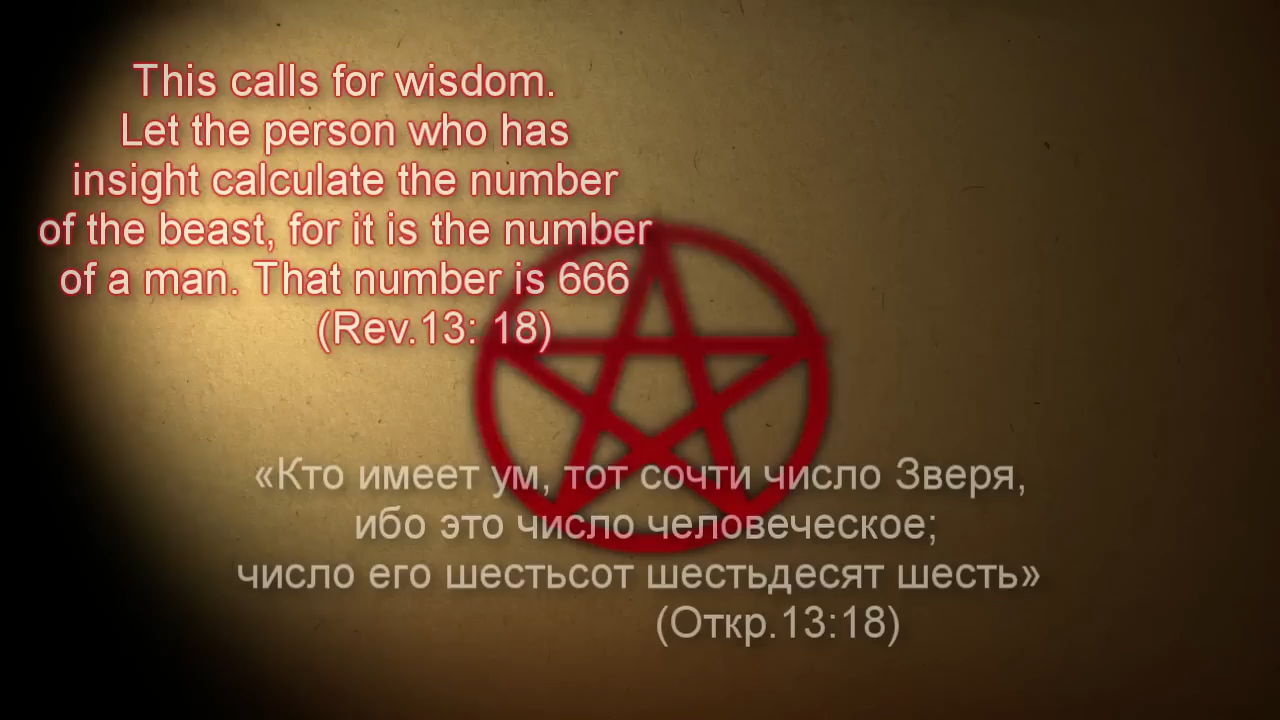 This calls for wisdom.
Let the person who has
insight calculate the number
of the beast, for it is the number
of a man. That number is 666
(Rev.13: 18)
«Кто имеет ум, тот сочти число Зверя,
ибо это число человеческое;
число его шестьсот шестьдесят шесть»
(Откр.13:18)